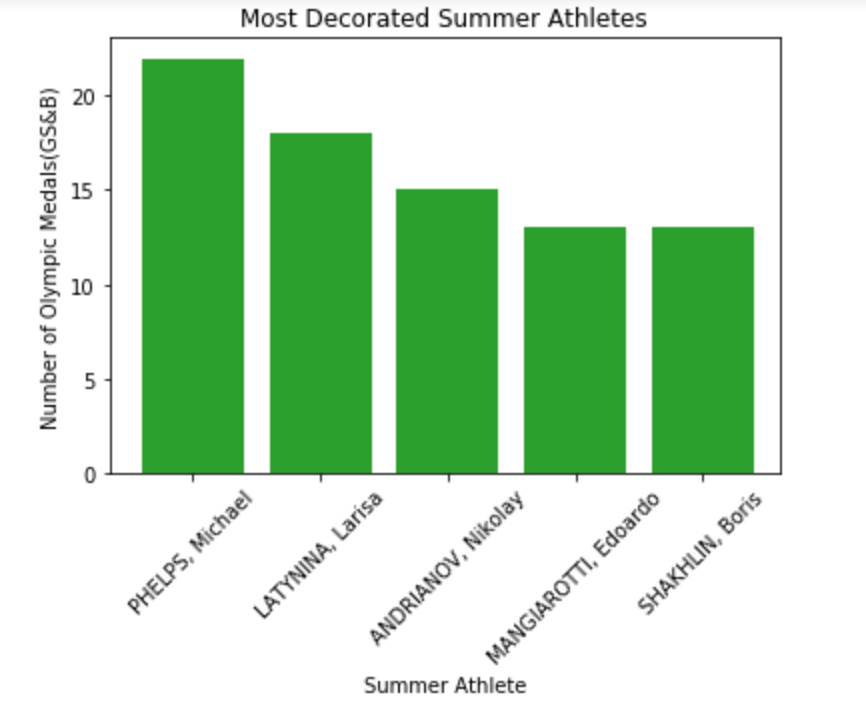 Most Decorated Summer Athletes
Number of Olympic Medals(GS&B)
20
15
10
5
0
PHELPS, Michael
LATYNINA, Larisa
ANDRIANOV, Nikolay
MANGIAROTTI, Edoardo
SHAKHLIN, Boris
Summer Athlete